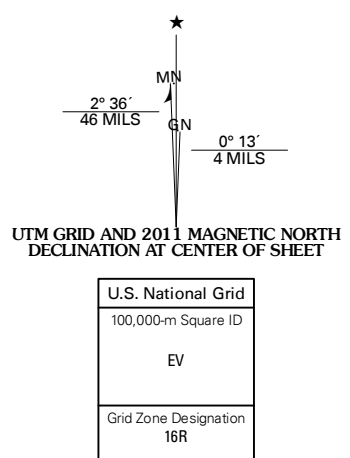 MN
2° 36´
46 MILS
GN
0° 13´
4 MILS
UTM GRID AND 2011 MAGNETIC NORTH
DECLINATION AT CENTER OF SHEET
U.S. National Grid
100,000-m Square ID
EV
Grid Zone Designation
16R